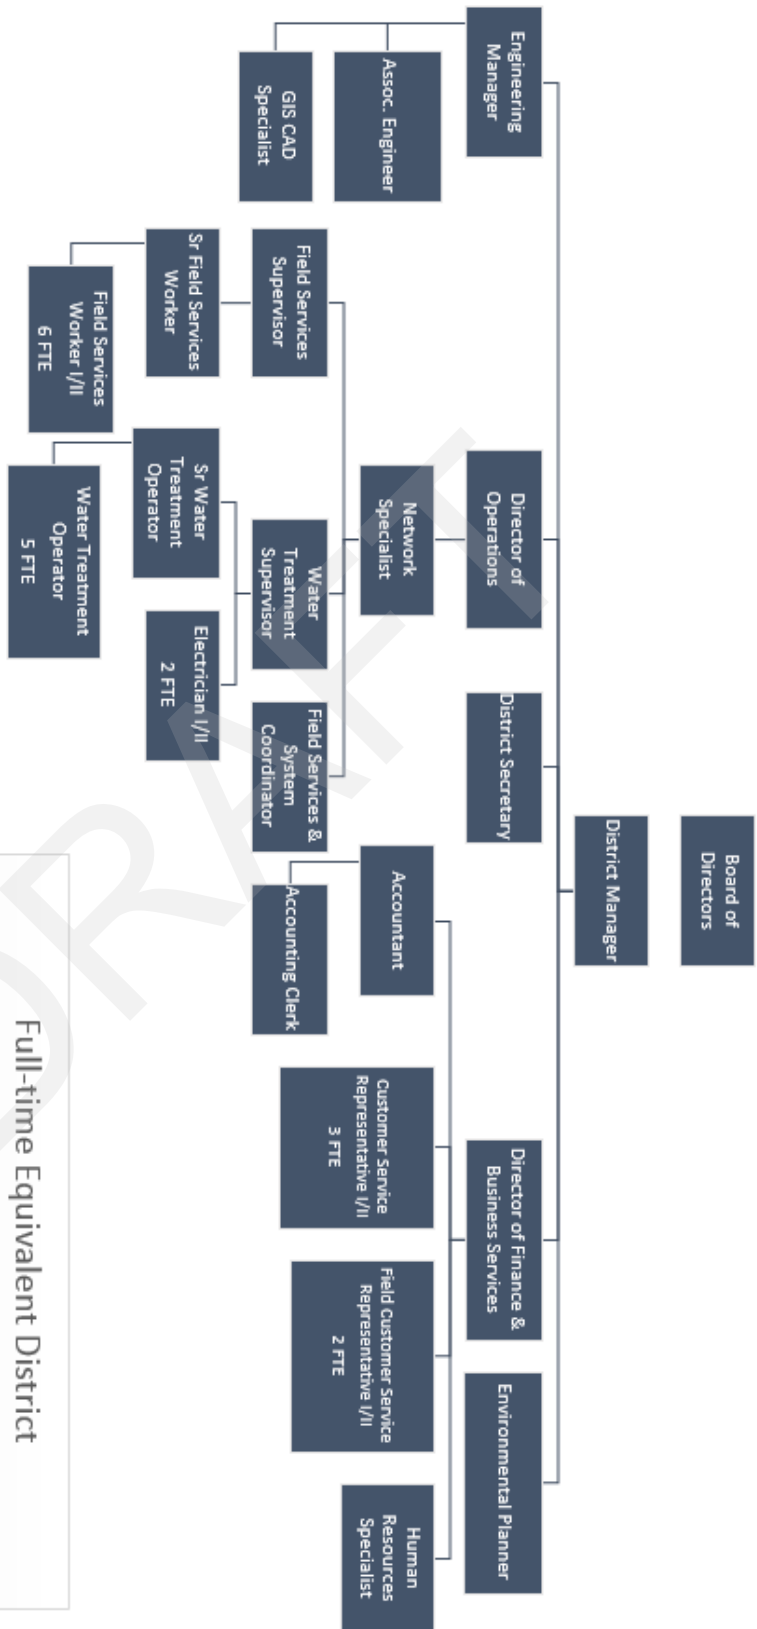 Board of
Directors
District Manager
Engineering
Manager
Director of
Operations
District Secretary
Director of Finance &
Business Services
Environmental Planner
Assoc. Engineer
GIS CAD
Specialist
Network
Specialist
Field Services
Supervisor
Water
Treatment
Supervisor
Field Services &
System
Coordinator
Sr Field Services
Worker
Field Services
Worker I/II
6 FTE
Sr Water
Treatment
Operator
Electrician I/II
2 FTE
Water Treatment
Operator
5 FTE
Accountant
Accounting Clerk
Customer Service
Representative I/II
3 FTE
Field Customer Service
Representative I/II
2 FTE
Human
Resources
Specialist
Full-time Equivalent District
DRAFT